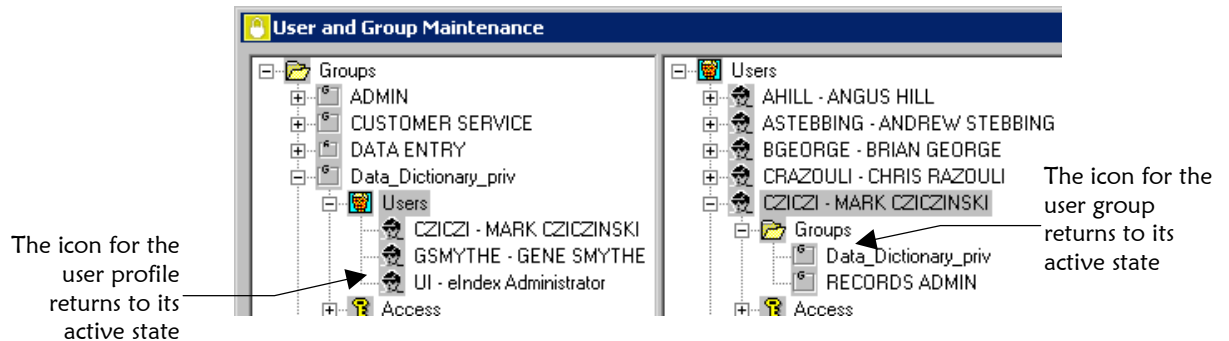 User and Group Maintenance
Groups
ADMIN
CUSTOMER SERVICE
DATA ENTRY
Data_Dictionary_priv
Users
CZICZI - MARK CZICZINSKI
GSMYTHE - GENE SMYTHE
UI - eIndex Administrator
Access
Users
AHILL - ANGUS HILL
ASTEBBING - ANDREW STEBBING
BGEORGE - BRIAN GEORGE
CRAZOULI - CHRIS RAZOULI
CZICZI - MARK CZICZINSKI
Groups
Data_Dictionary_priv
RECORDS ADMIN
Access
The icon for the
user profile
returns to its
active state
The icon for the
user group
returns to its
active state